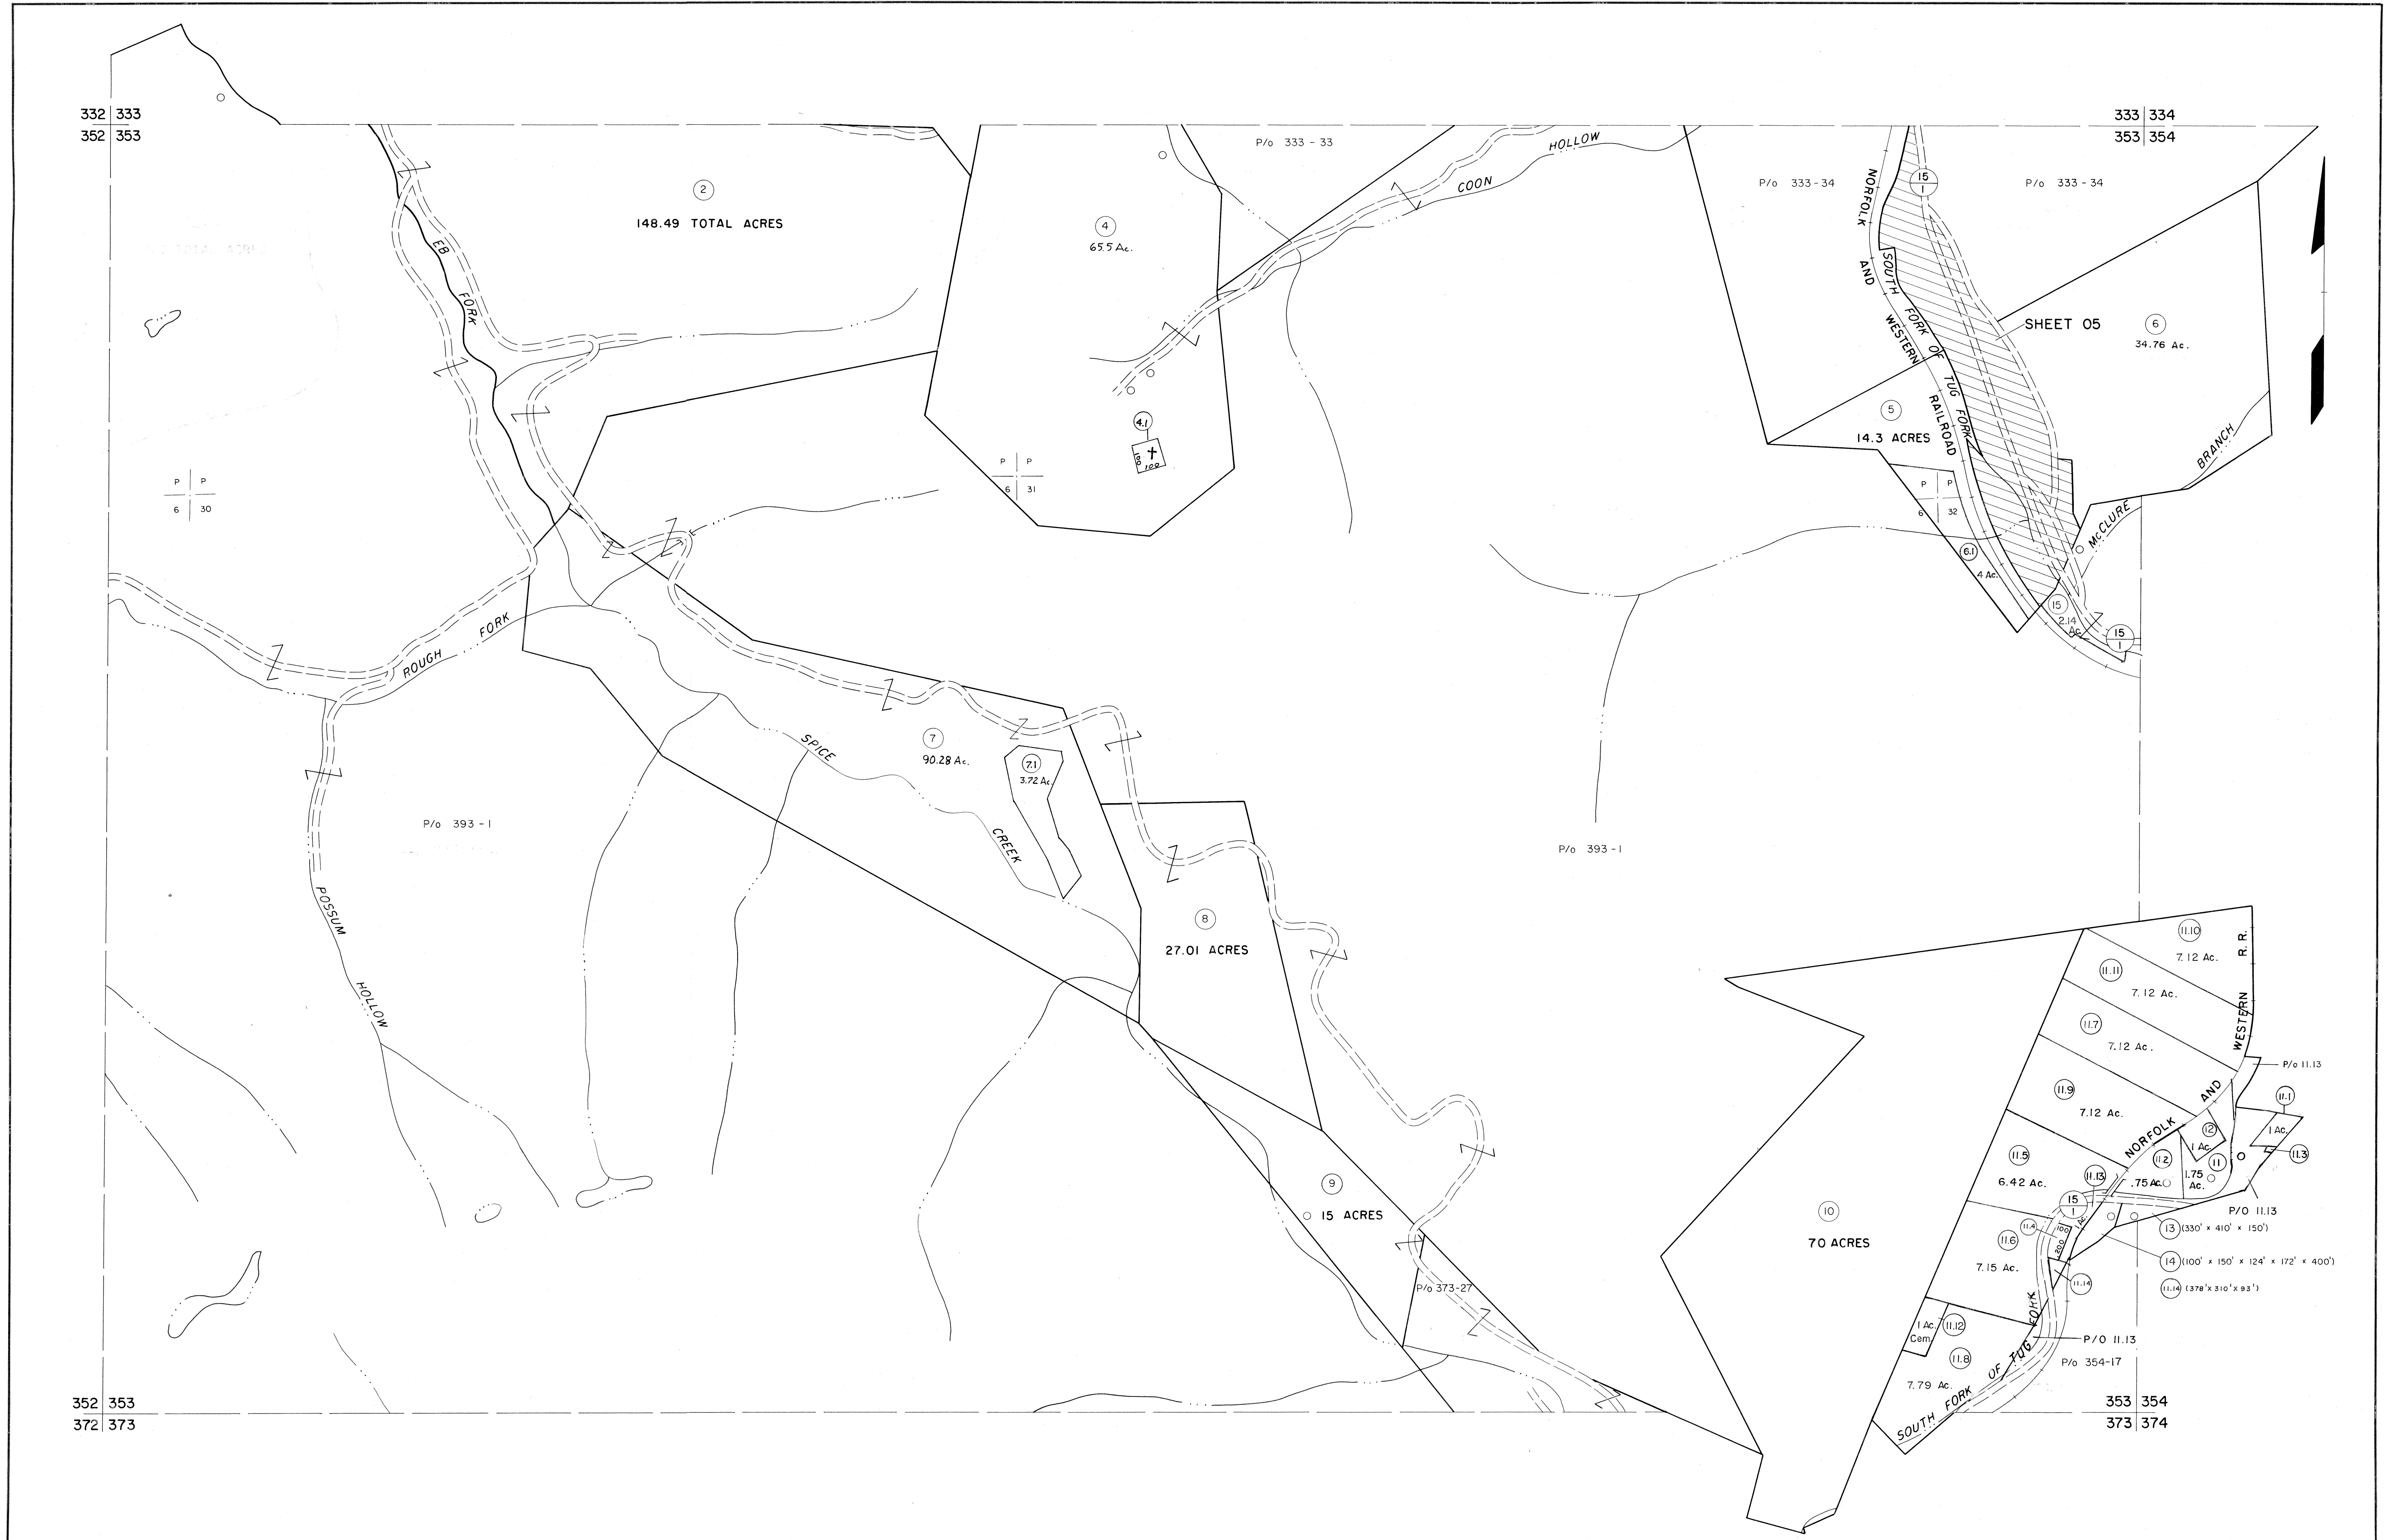 332 333
352 353
333 334
353 354
P/o 333 - 33
HOLLOW
COON
P/o 333 - 34
NORFOLK
AND
WESTERN
RAILROAD
15
1
P/o 333 - 34
2
148.49 TOTAL ACRES
4
65.5 Ac.
EB
FORK
SOUTH
FORK OF
TUG FORK
SHEET 05
6
34.76 Ac.
5
14.3 ACRES
4.1
100
100
BRANCH
McCLURE
P P
6 30
P P
6 31
P P
6 32
6.1
.4 Ac.
15
2.14
Ac.
15
1
ROUGH
FORK
SPICE
CREEK
7
90.28 Ac.
7.1
3.72 Ac.
P/o 393 - 1
P/o 393 - 1
POSSUM
HOLLOW
8
27.01 ACRES
11.10
7.12 Ac.
WESTERN R. R.
11.11
7.12 Ac.
11.7
7.12 Ac.
P/o 11.13
11.9
7.12 Ac.
NORFOLK
AND
11.1
1 Ac.
12
1 Ac.
11.3
11.5
6.42 Ac.
11.13
11.2
.75 Ac.
11
1.75
Ac.
9
15 ACRES
10
70 ACRES
15
1
1 Ac.
P/O 11.13
13 (330' x 410' x 150')
11.4
100
200
11.6
7.15 Ac.
14 (100' x 150' x 124' x 172' x 400')
11.14
11.14 (378' x 310' x 93')
P/o 373-27
1 Ac.
Cem.
11.12
P/O 11.13
P/o 354-17
11.8
7.79 Ac.
SOUTH FORK OF TUG FORK
352 353
372 373
353 354
373 374